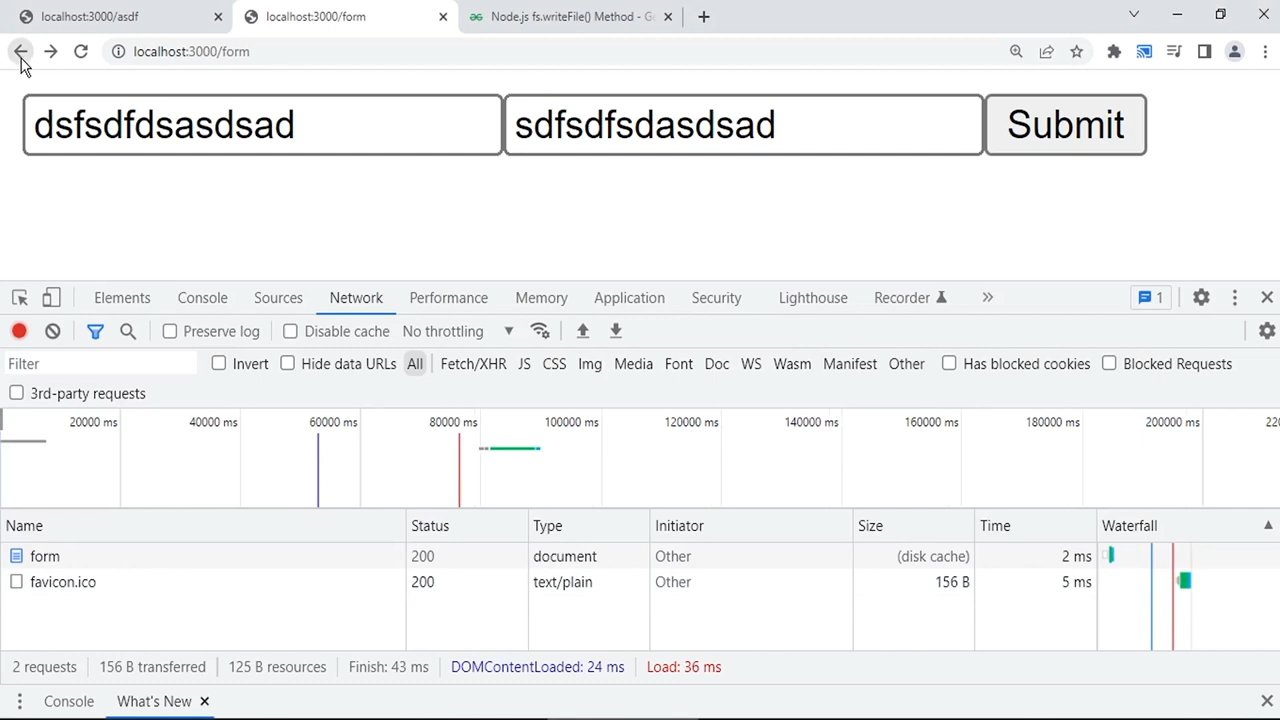 localhost:3000/asdf
localhost:3000/form
Node.js fs.writeFile() Method - Ge
localhost:3000/form
dsfsdfdsasdsad sdfsdfsdasdsad Submit
Elements Console Sources Network Performance Memory Application Security Lighthouse Recorder 1
Preserve log Disable cache No throttling
Filter Invert Hide data URLs All Fetch/XHR JS CSS Img Media Font Doc WS Wasm Manifest Other Has blocked cookies Blocked Requests
3rd-party requests
20000 ms 40000 ms 60000 ms 80000 ms 100000 ms 120000 ms 140000 ms 160000 ms 180000 ms 200000 ms 220
Name Status Type Initiator Size Time Waterfall
form 200 document Other (disk cache) 2 ms
favicon.ico 200 text/plain Other 156 B 5 ms
2 requests 156 B transferred 125 B resources Finish: 43 ms DOMContentLoaded: 24 ms Load: 36 ms
Console What's New